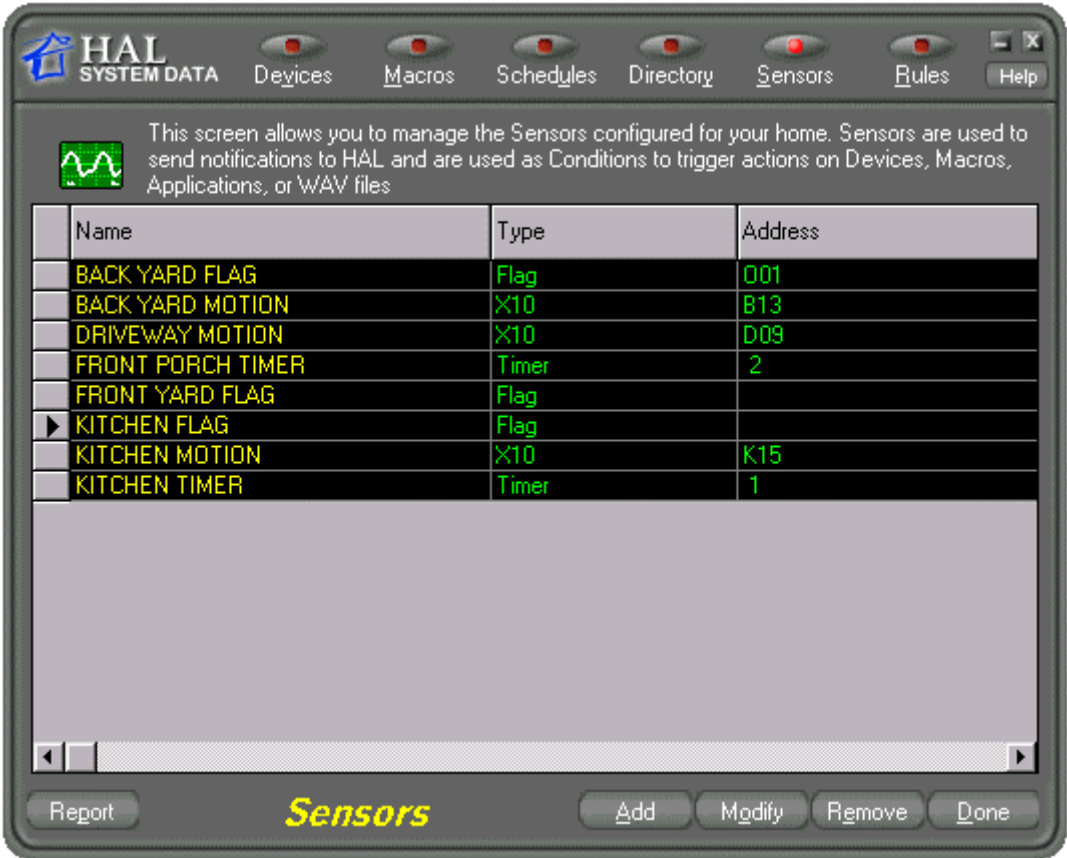 HAL
SYSTEM DATA
Devices Macros Schedules Directory Sensors Rules Help
This screen allows you to manage the Sensors configured for your home. Sensors are used to
send notifications to HAL and are used as Conditions to trigger actions on Devices, Macros,
Applications, or WAV files
Name Type Address
BACK YARD FLAG Flag O01
BACK YARD MOTION X10 B13
DRIVEWAY MOTION X10 D09
FRONT PORCH TIMER Timer 2
FRONT YARD FLAG Flag
KITCHEN FLAG Flag
KITCHEN MOTION X10 K15
KITCHEN TIMER Timer 1
Report Sensors Add Modify Remove Done